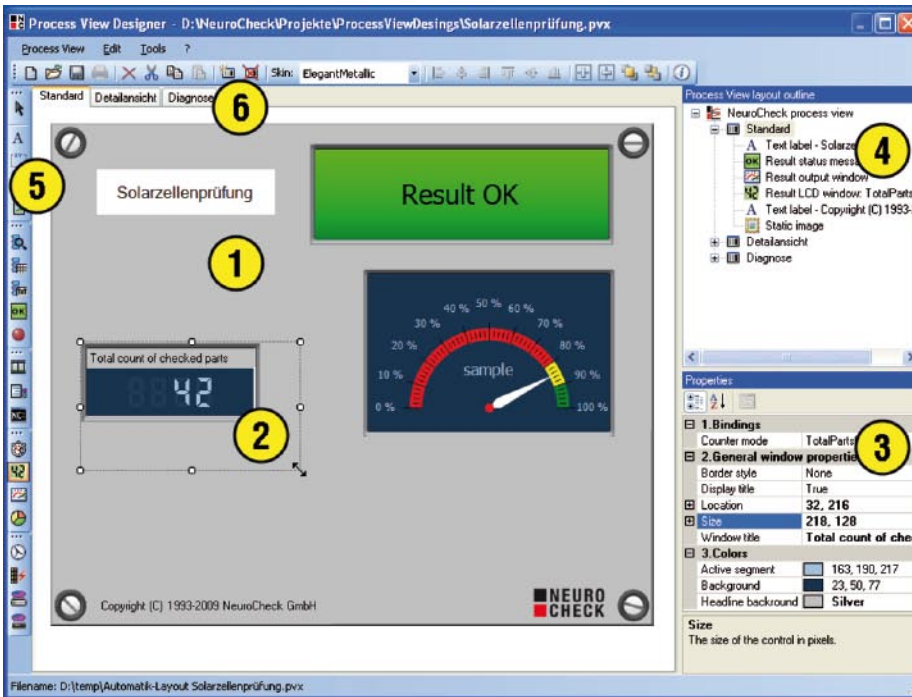 Process View Designer - D:\NeuroCheck\Projekte\ProcessViewDesings\Solarzellenprüfung.pvx
Process View Edit Tools ?
Skin: ElegantMetallic
Standard Detailansicht Diagnose
6
5
Solarzellenprüfung
Result OK
1
Total count of checked parts
42
2
0 %
10 %
20 %
30 %
40 %
50 %
60 %
70 %
80 %
90 %
100 %
sample
Copyright (C) 1993-2009 NeuroCheck GmbH
NEURO
CHECK
OK
NC!
42
Process View layout outline
NeuroCheck process view
Standard
A Text label - Solarze
OK Result status messa
Result output window
42 Result LCD window: TotalParts
A Text label - Copyright (C) 1993-
Static image
Detailansicht
Diagnose
4
Properties
1.Bindings
Counter mode TotalParts
2.General window propertie
3
Border style None
Display title True
Location 32, 216
Size 218, 128
Window title Total count of che
3.Colors
Active segment 163, 190, 217
Background 23, 50, 77
Headline backround Silver
Size
The size of the control in pixels.
Filename: D:\temp\Automatik-Layout Solarzellenprüfung.pvx